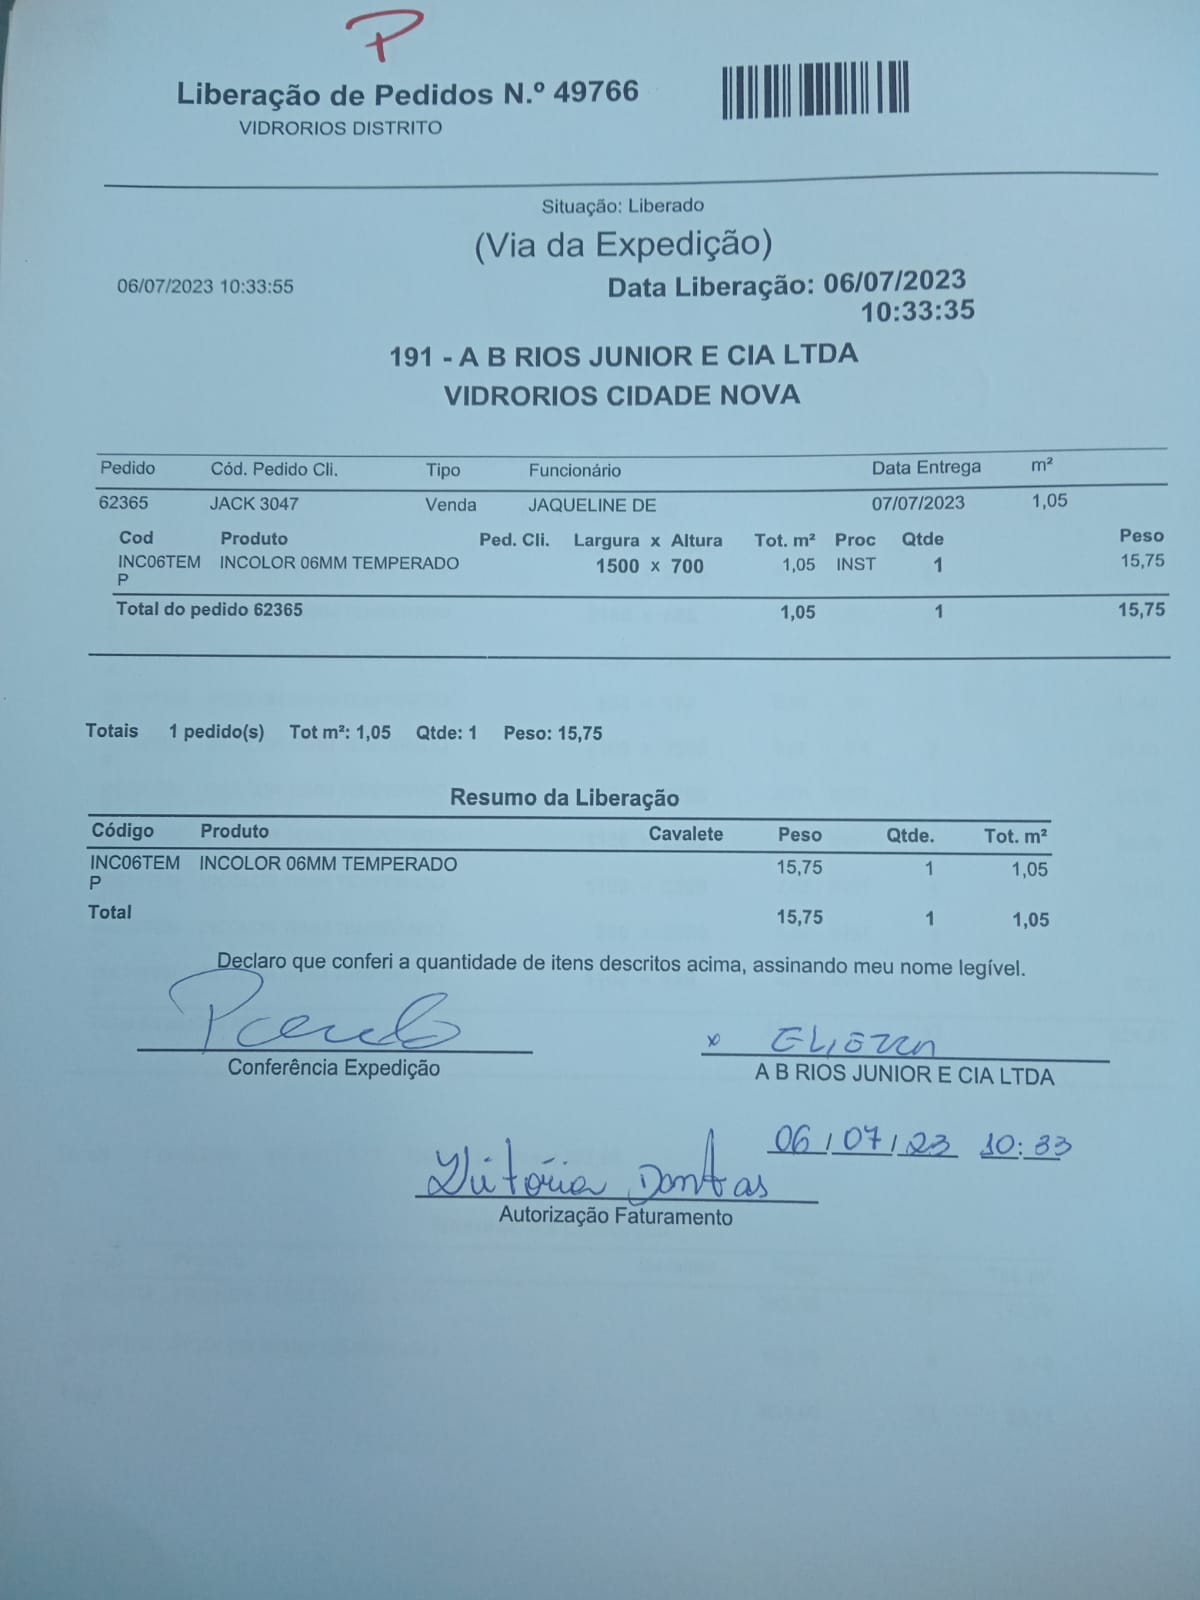 P
Liberação de Pedidos N.º 49766
VIDRORIOS DISTRITO
Situação: Liberado
(Via da Expedição)
06/07/2023 10:33:55
Data Liberação: 06/07/2023
10:33:35
191 - A B RIOS JUNIOR E CIA LTDA
VIDRORIOS CIDADE NOVA
Pedido Cód. Pedido Cli. Tipo Funcionário Data Entrega m²
62365 JACK 3047 Venda JAQUELINE DE 07/07/2023 1,05
Cod Produto Ped. Cli. Largura x Altura Tot. m² Proc Qtde Peso
INC06TEM INCOLOR 06MM TEMPERADO 1500 x 700 1,05 INST 1 15,75
P
Total do pedido 62365 1,05 1 15,75
Totais 1 pedido(s) Tot m²: 1,05 Qtde: 1 Peso: 15,75
Resumo da Liberação
Código Produto Cavalete Peso Qtde. Tot. m²
INC06TEM INCOLOR 06MM TEMPERADO 15,75 1 1,05
P
Total 15,75 1 1,05
Declaro que conferi a quantidade de itens descritos acima, assinando meu nome legível.
x
Conferência Expedição
A B RIOS JUNIOR E CIA LTDA
06/07/23 10:33
Vitória Dantas
Autorização Faturamento